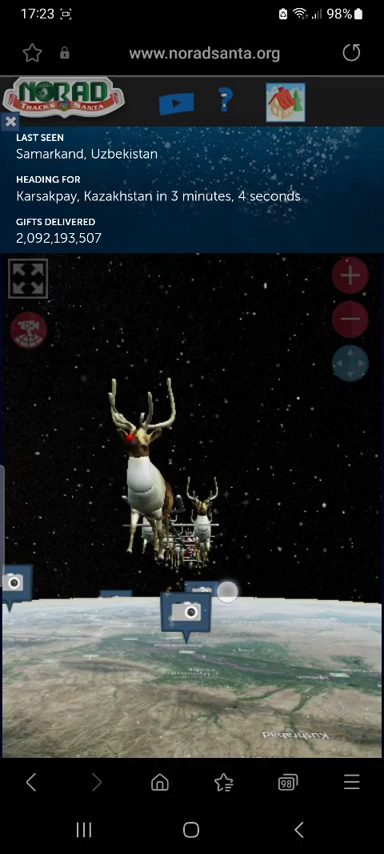 17:23
98%
www.noradsanta.org
NORAD
TRACKS SANTA
LAST SEEN
Samarkand, Uzbekistan
HEADING FOR
Karsakpay, Kazakhstan in 3 minutes, 4 seconds
GIFTS DELIVERED
2,092,193,507
Kushrabad
98